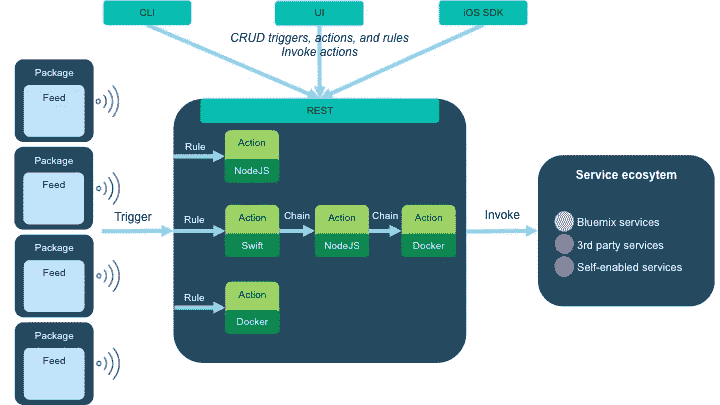 CLI
UI
iOS SDK
CRUD triggers, actions, and rules
Invoke actions
Package
Feed
Package
Feed
Package
Feed
Package
Feed
Trigger
REST
Rule
Action
NodeJS
Rule
Action
Swift
Chain
Action
NodeJS
Chain
Action
Docker
Rule
Action
Docker
Invoke
Service ecosytem
Bluemix services
3rd party services
Self-enabled services